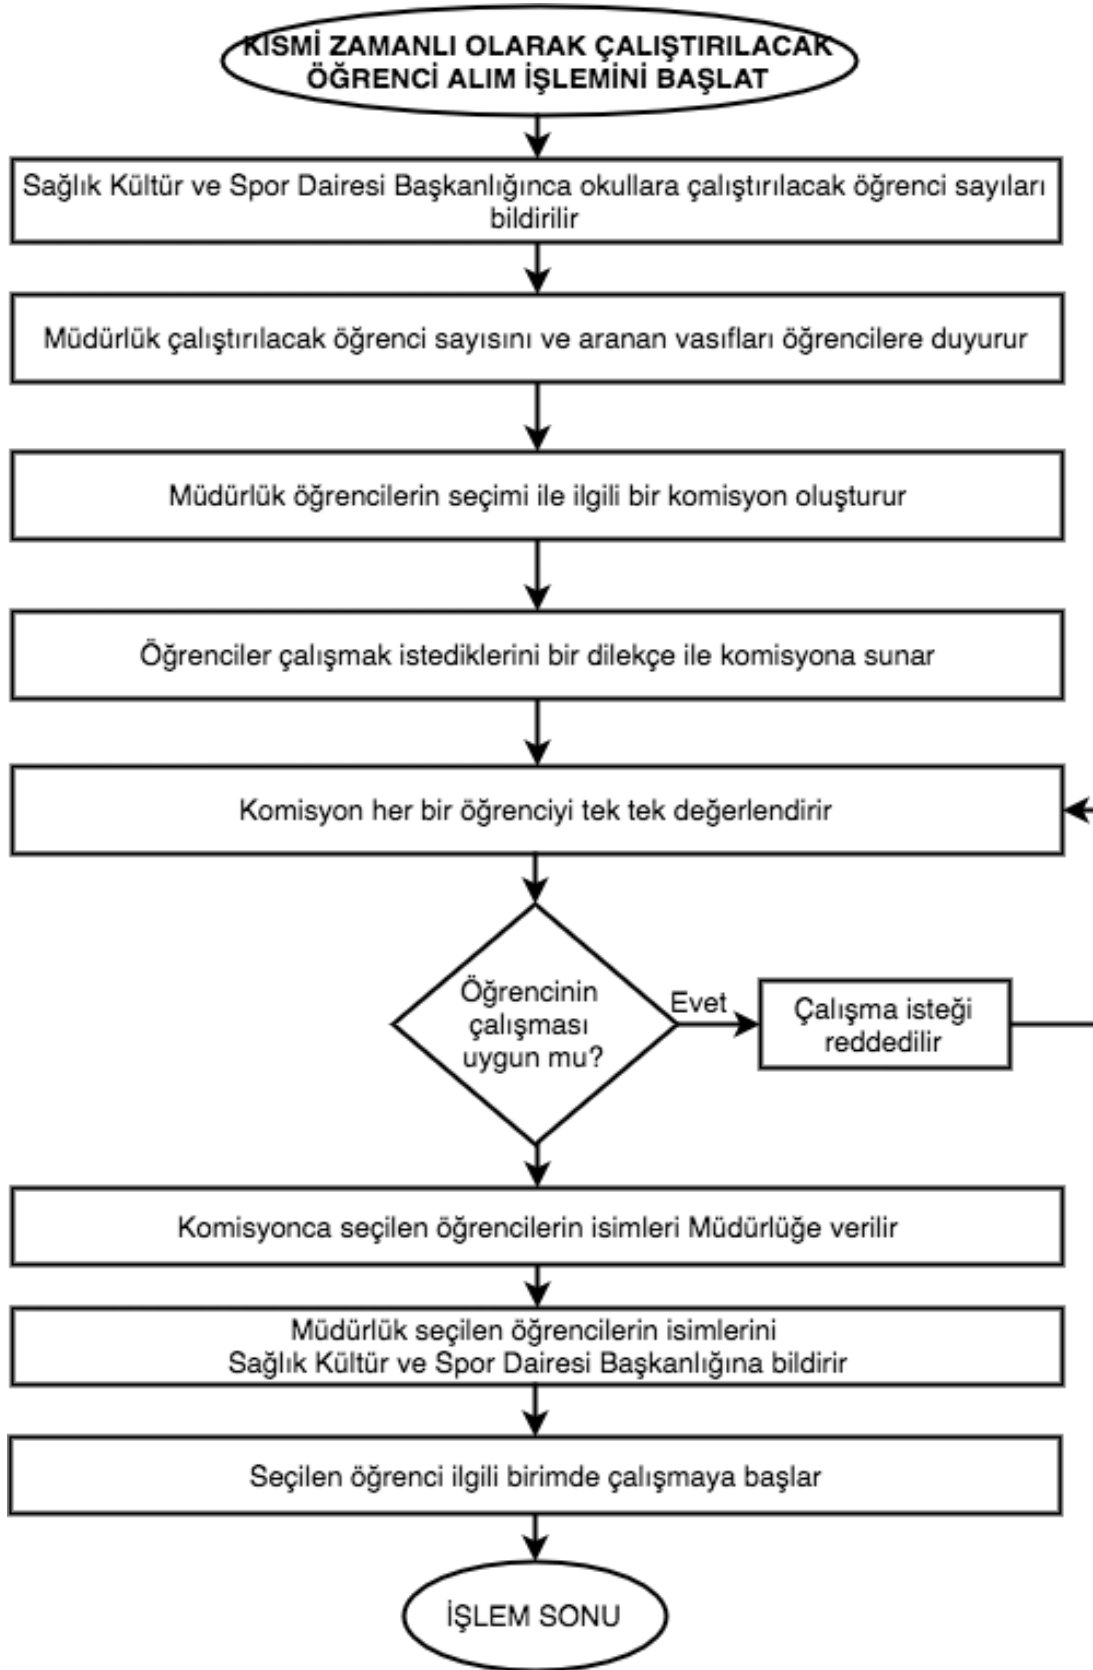 KISMİ ZAMANLI OLARAK ÇALIŞTIRILACAK
ÖĞRENCİ ALIM İŞLEMİNİ BAŞLAT
Sağlık Kültür ve Spor Dairesi Başkanlığınca okullara çalıştırılacak öğrenci sayıları
bildirilir
Müdürlük çalıştırılacak öğrenci sayısını ve aranan vasıfları öğrencilere duyurur
Müdürlük öğrencilerin seçimi ile ilgili bir komisyon oluşturur
Öğrenciler çalışmak istediklerini bir dilekçe ile komisyona sunar
Komisyon her bir öğrenciyi tek tek değerlendirir
Öğrencinin
çalışması
uygun mu?
Evet
Çalışma isteği
reddedilir
Komisyonca seçilen öğrencilerin isimleri Müdürlüğe verilir
Müdürlük seçilen öğrencilerin isimlerini
Sağlık Kültür ve Spor Dairesi Başkanlığına bildirir
Seçilen öğrenci ilgili birimde çalışmaya başlar
İŞLEM SONU